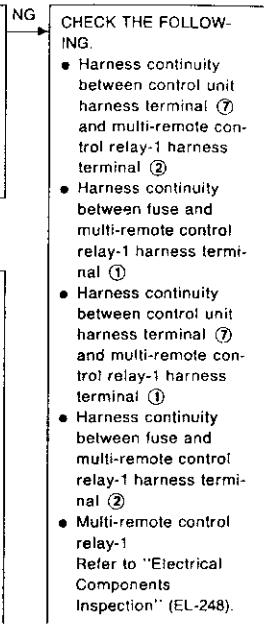 NG
CHECK THE FOLLOW-
ING.
● Harness continuity
between control unit
harness terminal ⑦
and multi-remote con-
trol relay-1 harness
terminal ②
● Harness continuity
between fuse and
multi-remote control
relay-1 harness termi-
nal ①
● Harness continuity
between control unit
harness terminal ⑦
and multi-remote con-
trol relay-1 harness
terminal ①
● Harness continuity
between fuse and
multi-remote control
relay-1 harness termi-
nal ②
● Multi-remote control
relay-1
Refer to "Electrical
Components
Inspection" (EL-248).